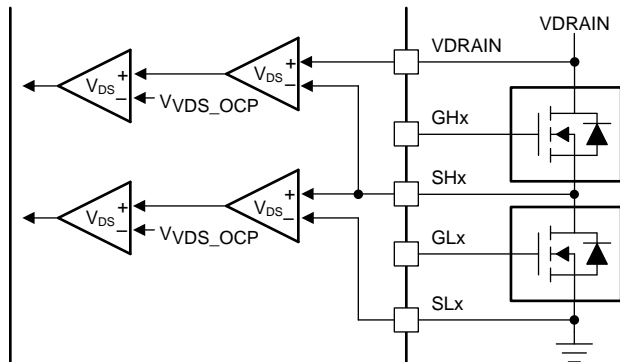 VDRAIN
VDRAIN
+
VDS
−
+
VDS
−
VVDS_OCP
GHx
SHx
+
VDS
−
+
VDS
−
VVDS_OCP
GLx
SLx